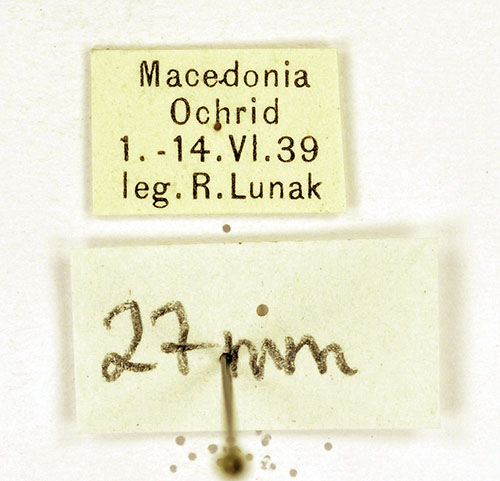 Macedonia
Ochrid
1.-14.VI.39
leg. R. Lunak
27 mm